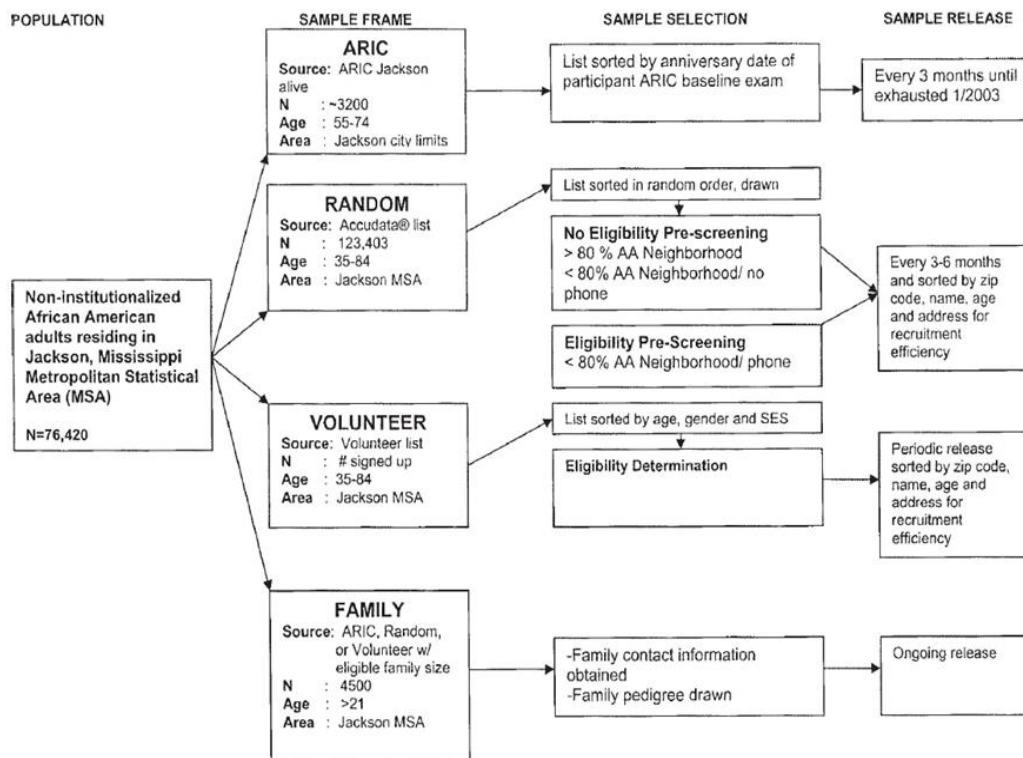 POPULATION
SAMPLE FRAME
SAMPLE SELECTION
SAMPLE RELEASE
Non-institutionalized
African American
adults residing in
Jackson, Mississippi
Metropolitan Statistical
Area (MSA)
N=76,420
ARIC
Source: ARIC Jackson
alive
N : ~3200
Age : 55-74
Area : Jackson city limits
List sorted by anniversary date of
participant ARIC baseline exam
Every 3 months until
exhausted 1/2003
RANDOM
Source: Accudata® list
N : 123,403
Age : 35-84
Area : Jackson MSA
List sorted in random order, drawn
No Eligibility Pre-screening
> 80 % AA Neighborhood
< 80% AA Neighborhood/ no
phone
Eligibility Pre-Screening
< 80% AA Neighborhood/ phone
Every 3-6 months
and sorted by zip
code, name, age
and address for
recruitment
efficiency
VOLUNTEER
Source: Volunteer list
N : # signed up
Age : 35-84
Area : Jackson MSA
List sorted by age, gender and SES
Eligibility Determination
Periodic release
sorted by zip code,
name, age and
address for
recruitment
efficiency
FAMILY
Source: ARIC, Random,
or Volunteer w/
eligible family size
N : 4500
Age : >21
Area : Jackson MSA
-Family contact information
obtained
-Family pedigree drawn
Ongoing release